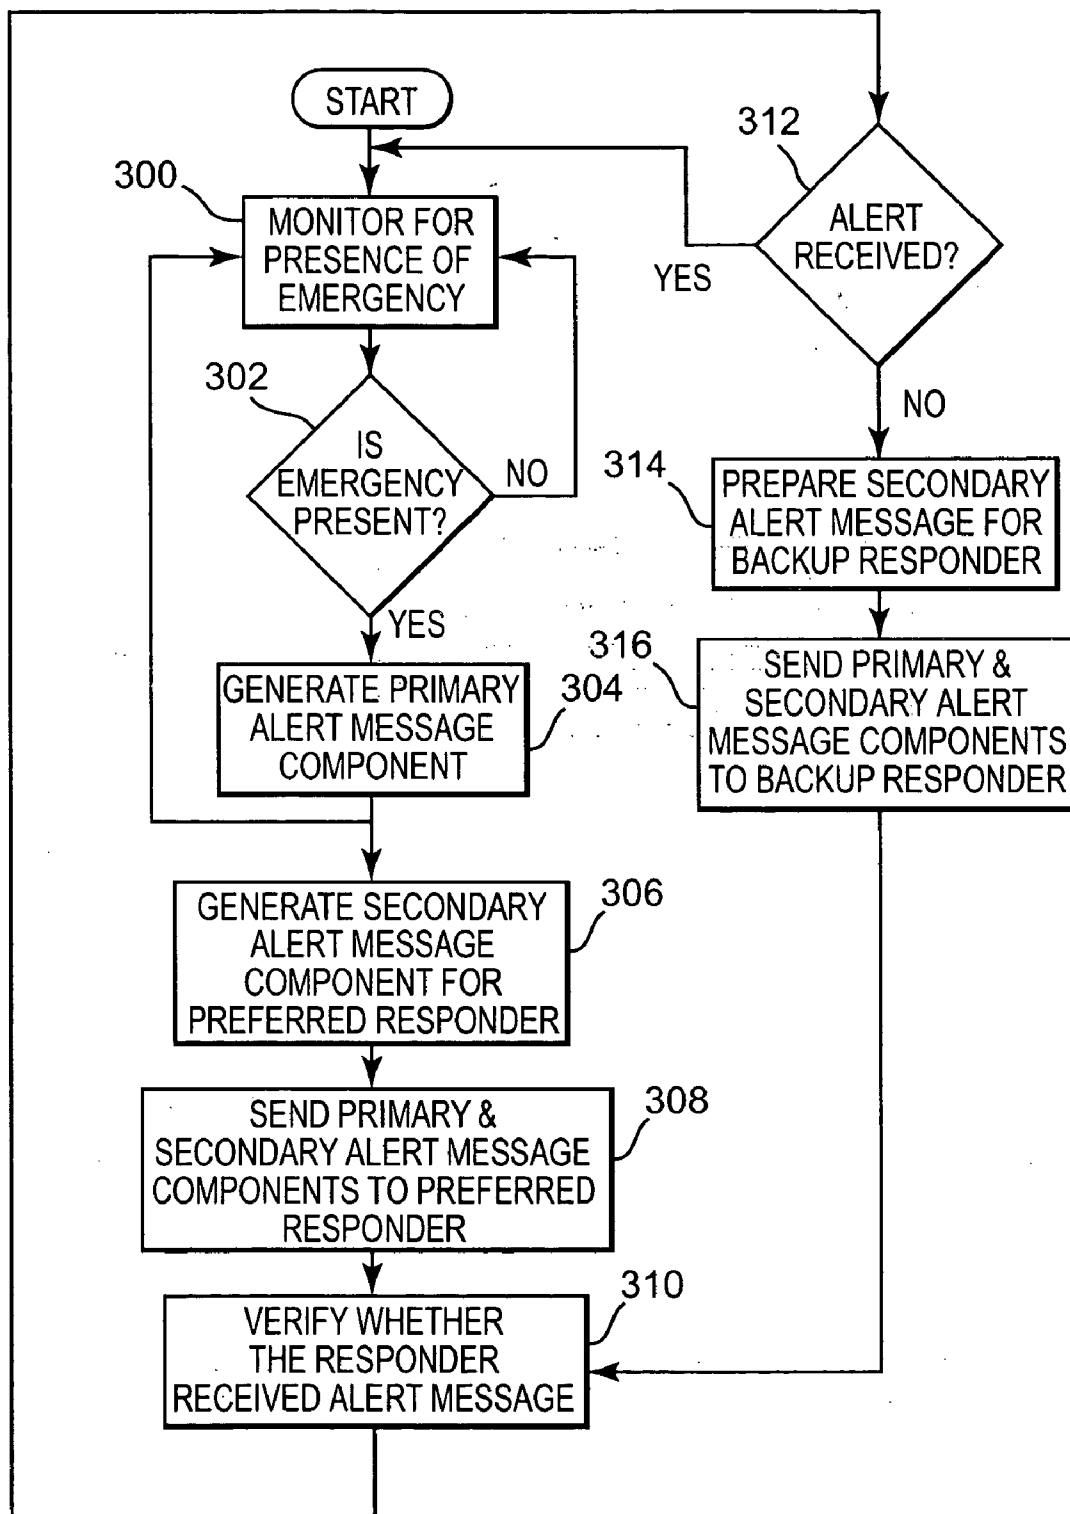 START
300
MONITOR FOR
PRESENCE OF
EMERGENCY
302
IS
EMERGENCY
PRESENT?
NO
YES
GENERATE PRIMARY
ALERT MESSAGE
COMPONENT
304
GENERATE SECONDARY
ALERT MESSAGE
COMPONENT FOR
PREFERRED RESPONDER
306
SEND PRIMARY &
SECONDARY ALERT MESSAGE
COMPONENTS TO PREFERRED
RESPONDER
308
VERIFY WHETHER
THE RESPONDER
RECEIVED ALERT MESSAGE
310
312
ALERT
RECEIVED?
YES
NO
314
PREPARE SECONDARY
ALERT MESSAGE FOR
BACKUP RESPONDER
316
SEND PRIMARY &
SECONDARY ALERT
MESSAGE COMPONENTS
TO BACKUP RESPONDER